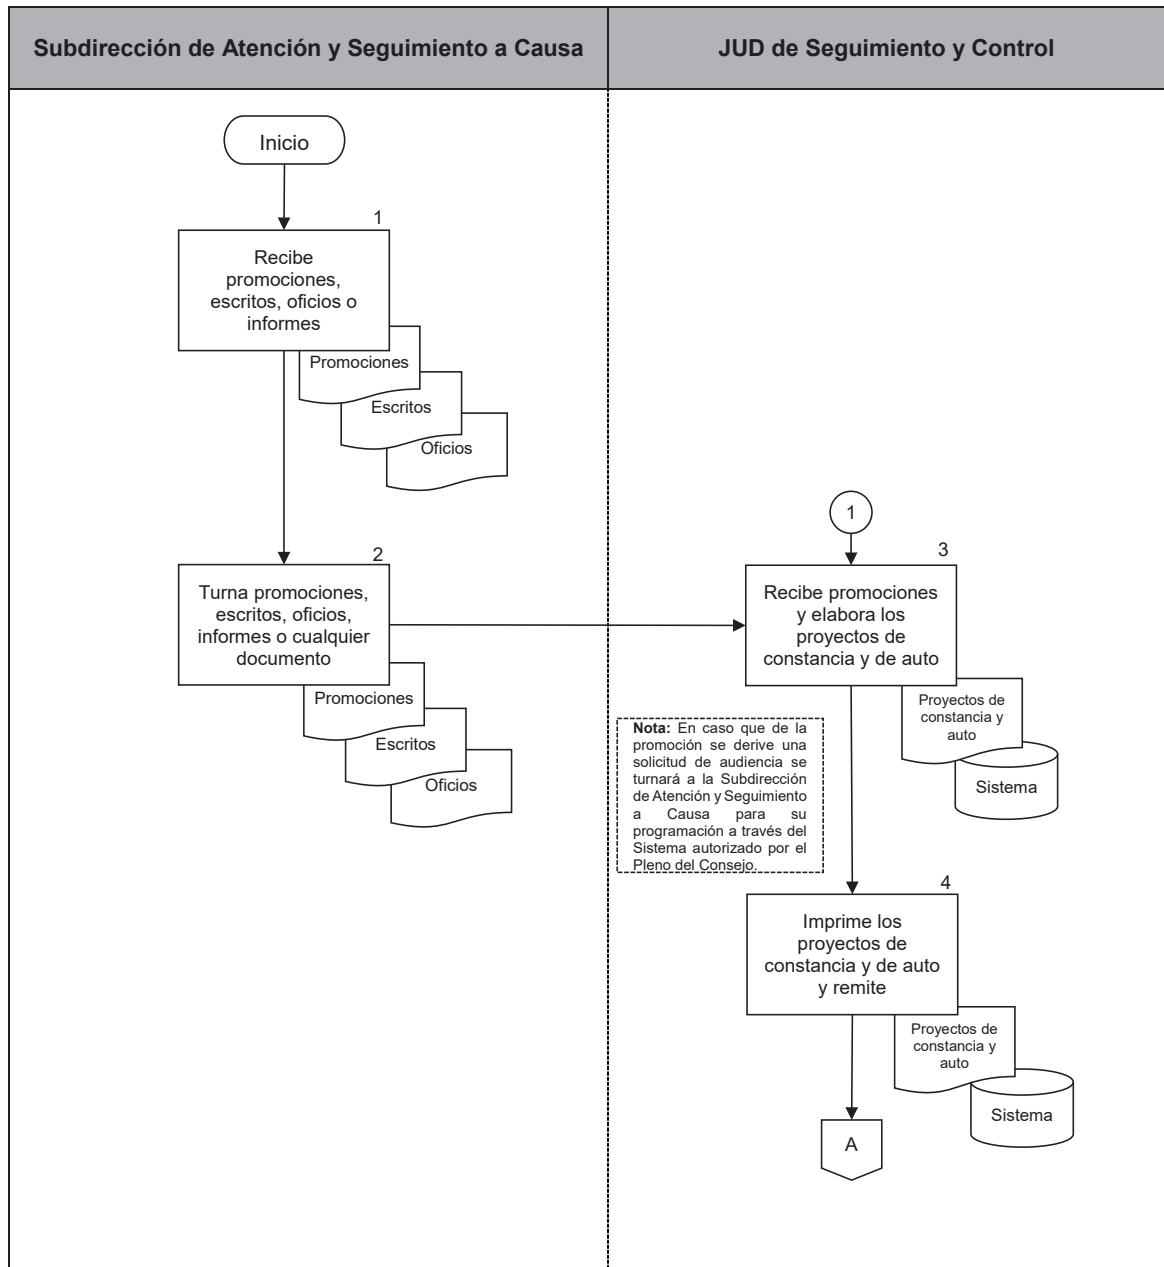 Subdirección de Atención y Seguimiento a Causa
JUD de Seguimiento y Control
Inicio
1
Recibe
promociones,
escritos, oficios o
informes
Promociones
Escritos
Oficios
2
Turna promociones,
escritos, oficios,
informes o cualquier
documento
Promociones
Escritos
Oficios
1
3
Recibe promociones
y elabora los
proyectos de
constancia y de auto
Proyectos de
constancia y
auto
Sistema
Nota: En caso que de la
promoción se derive una
solicitud de audiencia se
turnará a la Subdirección
de Atención y Seguimiento
a Causa para su
programación a través del
Sistema autorizado por el
Pleno del Consejo.
4
Imprime los
proyectos de
constancia y de auto
y remite
Proyectos de
constancia y
auto
Sistema
A